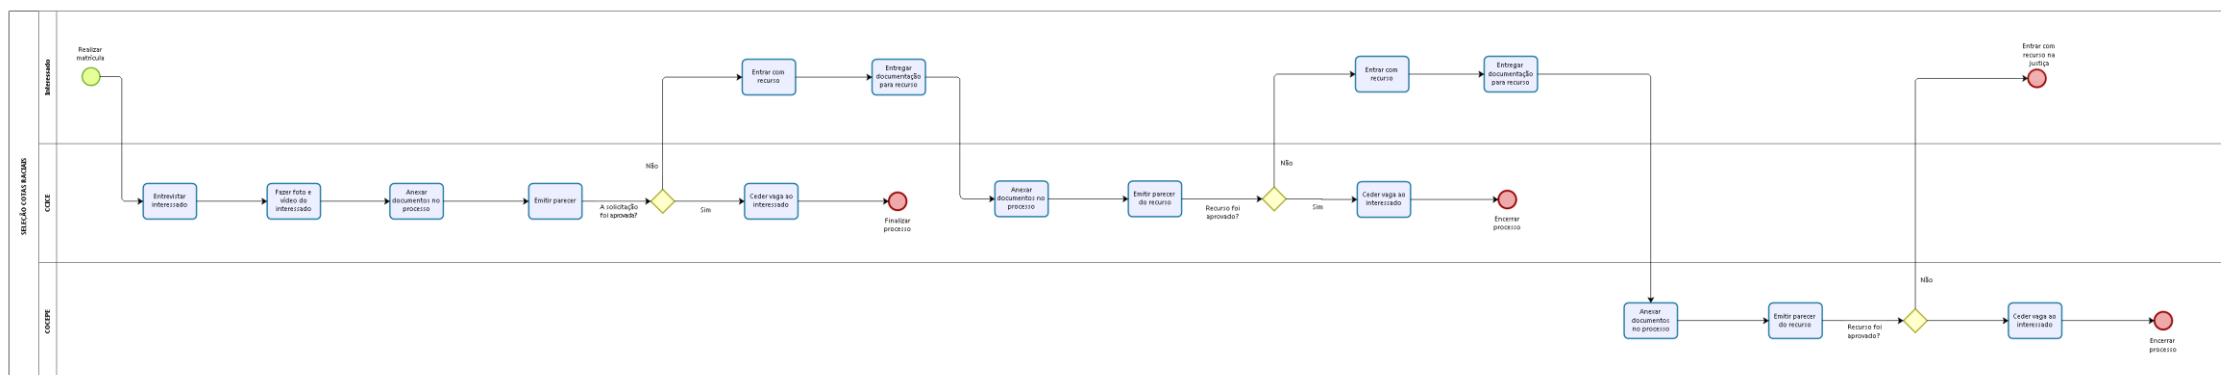 SELEÇÃO COTAS RACIAIS
Interessado
Realizar
matrícula
Entrar com
recurso
Entregar
documentação
para recurso
Entrar com
recurso
Entregar
documentação
para recurso
Entrar com
recurso na
justiça
CCICE
Entrevistar
interessado
Fazer foto e
vídeo do
interessado
Anexar
documentos no
processo
Emitir parecer
A solicitação
foi aprovada?
Não
Sim
Ceder vaga ao
interessado
Finalizar
processo
Anexar
documentos no
processo
Emitir parecer
do recurso
Recurso foi
aprovado?
Não
Sim
Ceder vaga ao
interessado
Encerrar
processo
COCEPE
Anexar
documentos
no processo
Emitir parecer
do recurso
Recurso foi
aprovado?
Não
Ceder vaga ao
interessado
Encerrar
processo